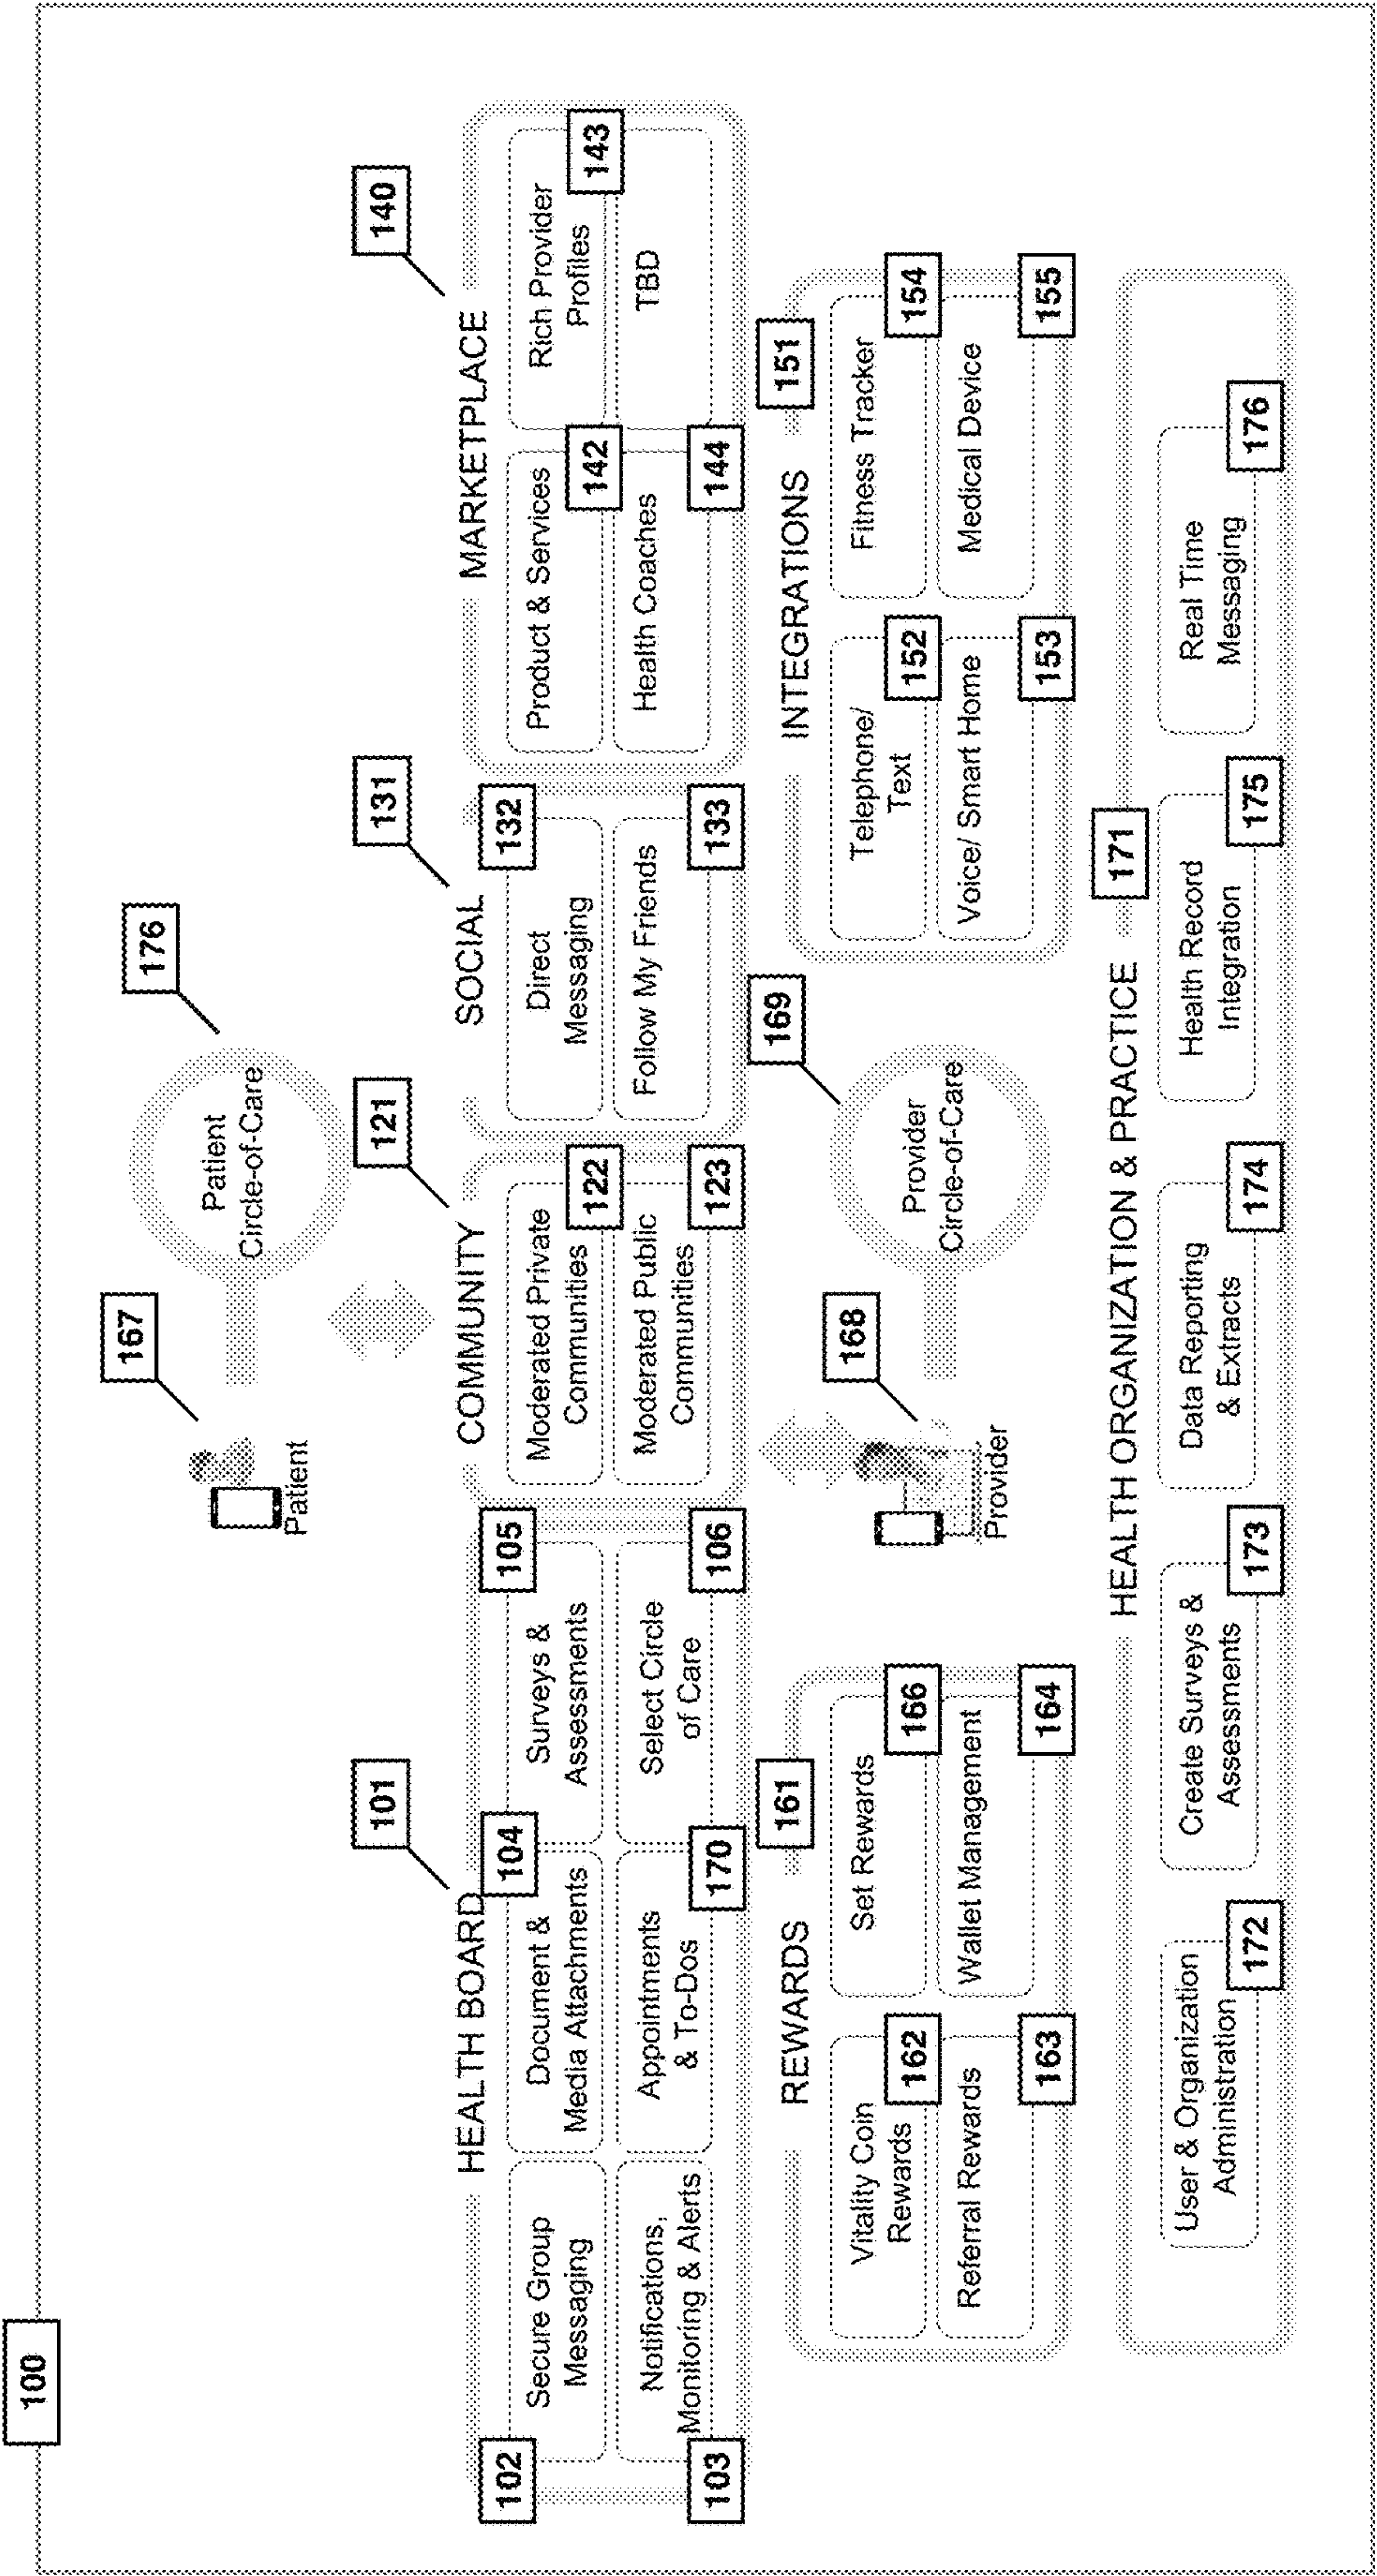 100
176
167
Patient
Circle-of-Care
Patient
101
121
131
140
HEALTH BOARD
COMMUNITY
SOCIAL
MARKETPLACE
102
Secure Group
Messaging
104
Document &
Media Attachments
105
Surveys &
Assessments
103
Notifications,
Monitoring & Alerts
170
Appointments
& To-Dos
106
Select Circle
of Care
122
Moderated Private
Communities
123
Moderated Public
Communities
132
Direct
Messaging
133
Follow My Friends
142
Product & Services
143
Rich Provider
Profiles
144
Health Coaches
TBD
161
REWARDS
162
Vitality Coin
Rewards
166
Set Rewards
163
Referral Rewards
164
Wallet Management
168
Provider
169
Provider
Circle-of-Care
151
INTEGRATIONS
152
Telephone/
Text
154
Fitness Tracker
153
Voice/ Smart Home
155
Medical Device
171
HEALTH ORGANIZATION & PRACTICE
172
User & Organization
Administration
173
Create Surveys &
Assessments
174
Data Reporting
& Extracts
175
Health Record
Integration
176
Real Time
Messaging